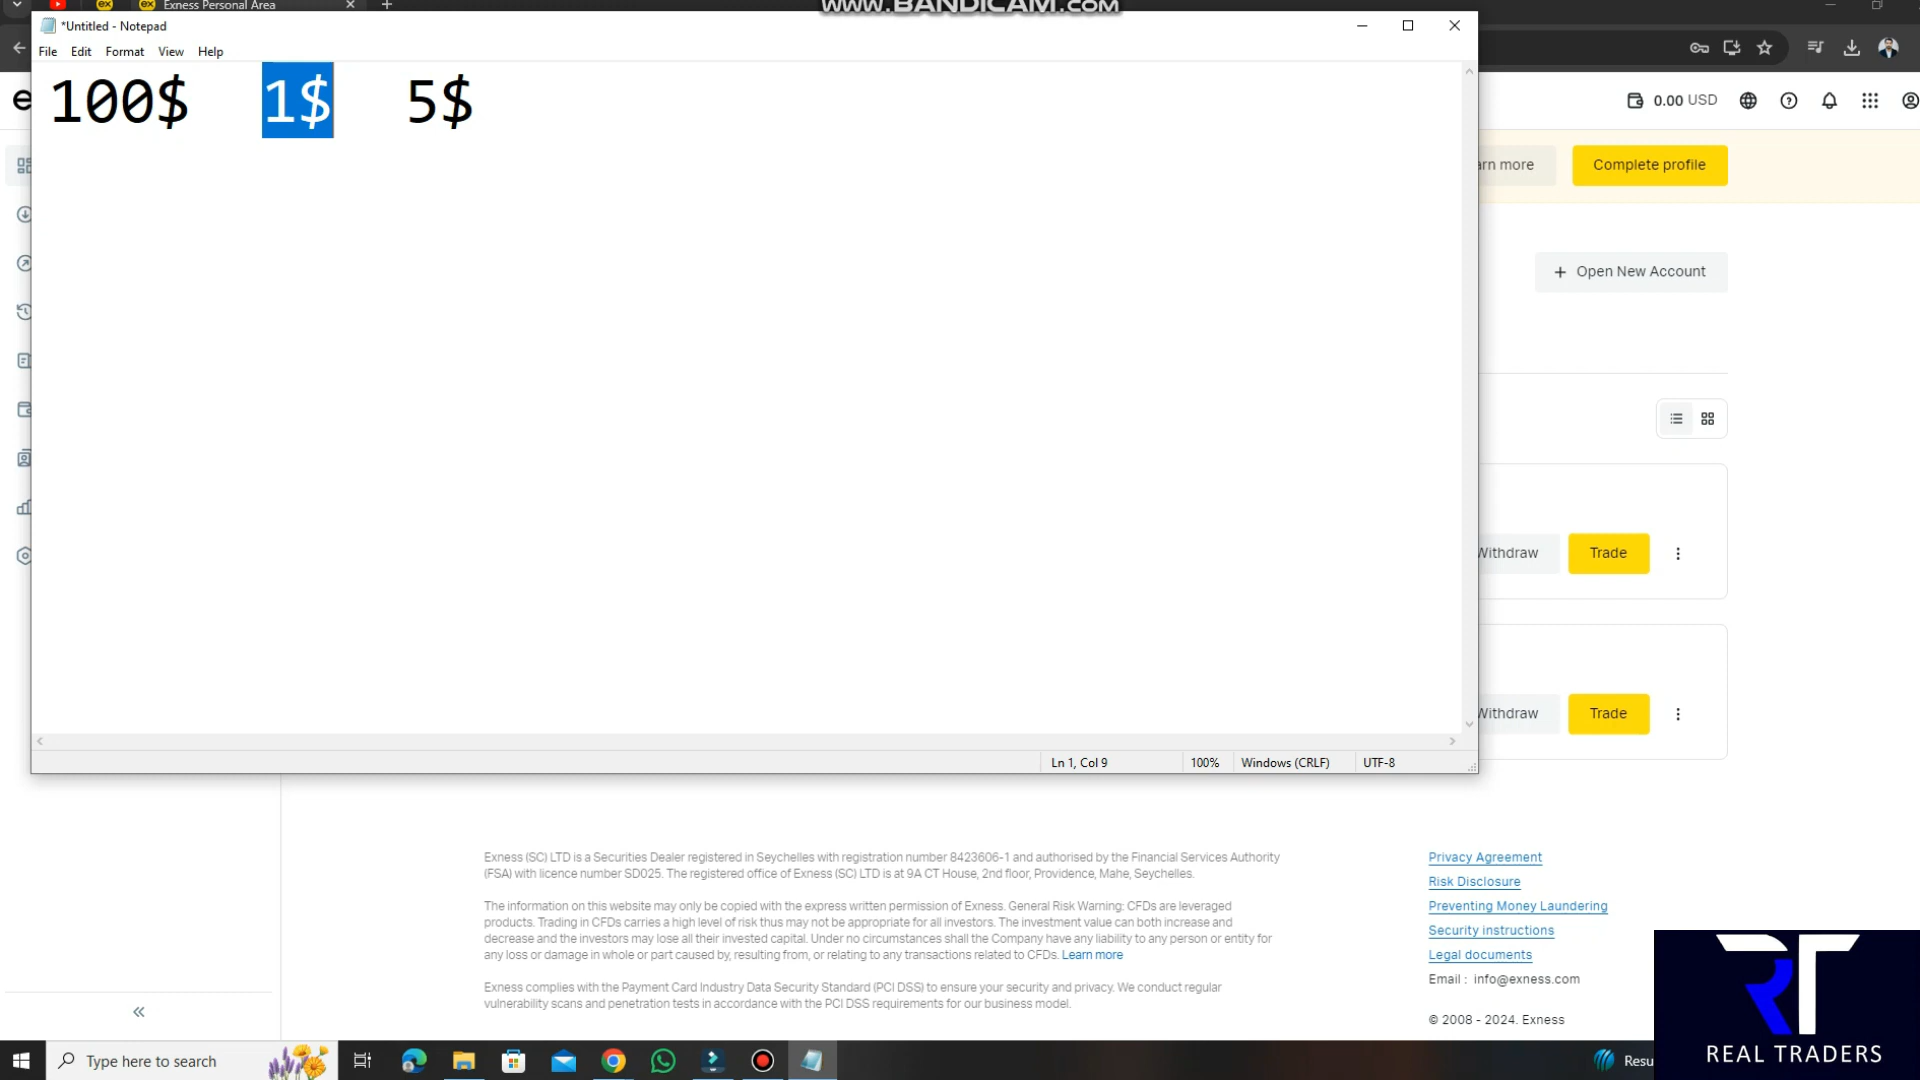 www.BANDICAM.com
Exness Personal Area
*Untitled - Notepad
File Edit Format View Help
100$ 1$ 5$
0.00 USD
Complete profile
Open New Account
Withdraw
Trade
Withdraw
Trade
Ln 1, Col 9
100%
Windows (CRLF)
UTF-8
Exness (SC) LTD is a Securities Dealer registered in Seychelles with registration number 8423606-1 and authorised by the Financial Services Authority
(FSA) with licence number SD025. The registered office of Exness (SC) LTD is at 9A CT House, 2nd floor, Providence, Mahe, Seychelles.
The information on this website may only be copied with the express written permission of Exness. General Risk Warning: CFDs are leveraged
products. Trading in CFDs carries a high level of risk thus may not be appropriate for all investors. The investment value can both increase and
decrease and the investors may lose all their invested capital. Under no circumstances shall the Company have any liability to any person or entity for
any loss or damage in whole or part caused by, resulting from, or relating to any transactions related to CFDs. Learn more
Exness complies with the Payment Card Industry Data Security Standard (PCI DSS) to ensure your security and privacy. We conduct regular
vulnerability scans and penetration tests in accordance with the PCI DSS requirements for our business model.
Privacy Agreement
Risk Disclosure
Preventing Money Laundering
Security instructions
Legal documents
Email : info@exness.com
© 2008 - 2024. Exness
Type here to search
RT
REAL TRADERS